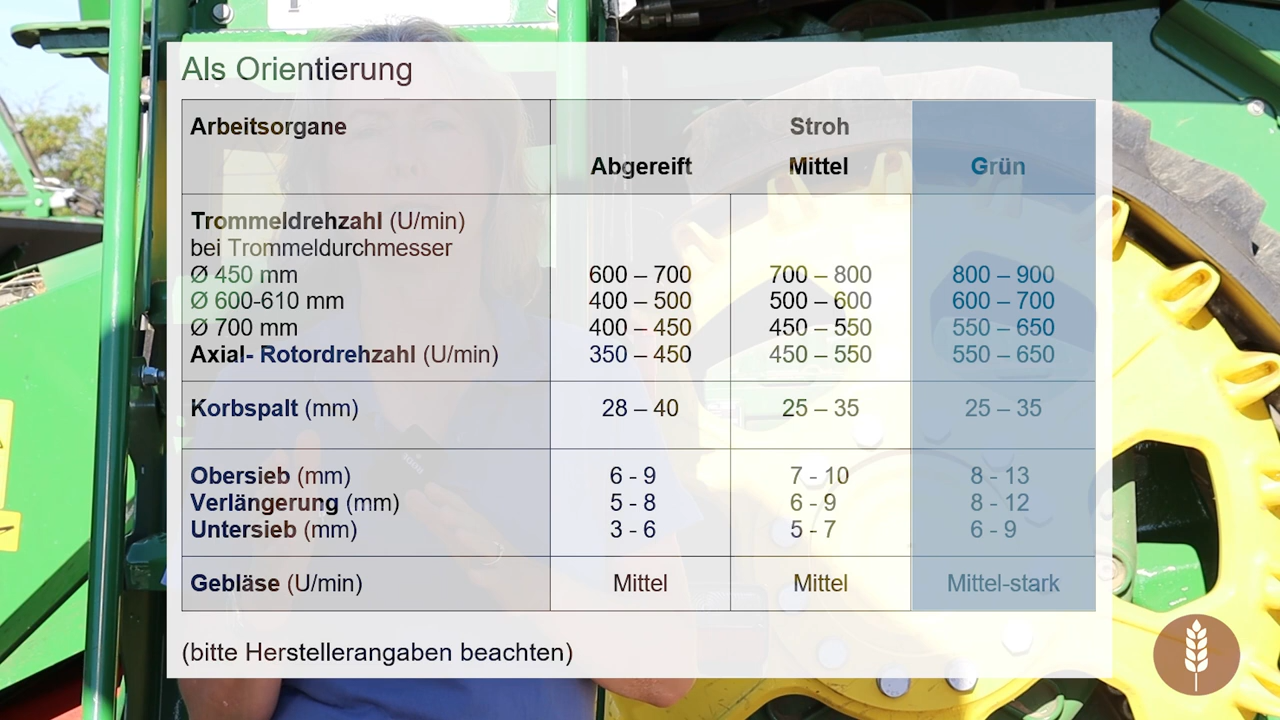 Als Orientierung
Arbeitsorgane Stroh
Abgereift Mittel Grün
Trommeldrehzahl (U/min)
bei Trommeldurchmesser
Ø 450 mm 600 – 700 700 – 800 800 – 900
Ø 600-610 mm 400 – 500 500 – 600 600 – 700
Ø 700 mm 400 – 450 450 – 550 550 – 650
Axial- Rotordrehzahl (U/min) 350 – 450 450 – 550 550 – 650
Korbspalt (mm) 28 – 40 25 – 35 25 – 35
Obersieb (mm) 6 - 9 7 - 10 8 - 13
Verlängerung (mm) 5 - 8 6 - 9 8 - 12
Untersieb (mm) 3 - 6 5 - 7 6 - 9
Gebläse (U/min) Mittel Mittel Mittel-stark
(bitte Herstellerangaben beachten)